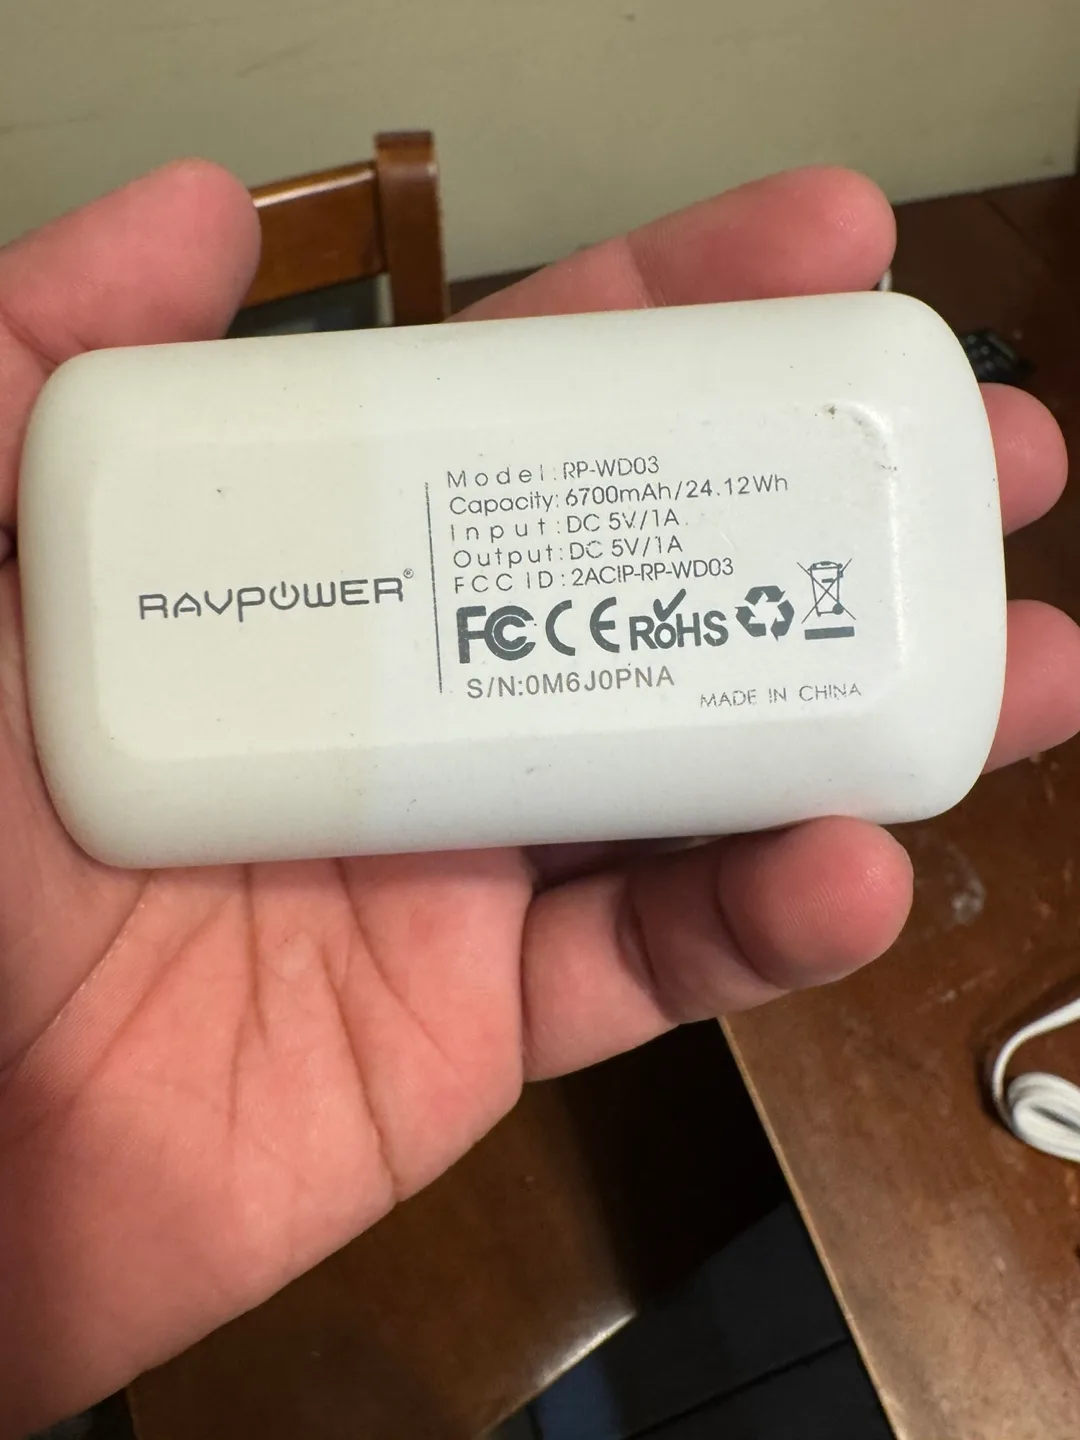 RAVPOWER®
Model: RP-WD03
Capacity: 6700mAh/24.12Wh
Input: DC 5V/1A
Output: DC 5V/1A
FCC ID: 2ACIP-RP-WD03
FC CE RoHS
S/N:0M6J0PNA
MADE IN CHINA